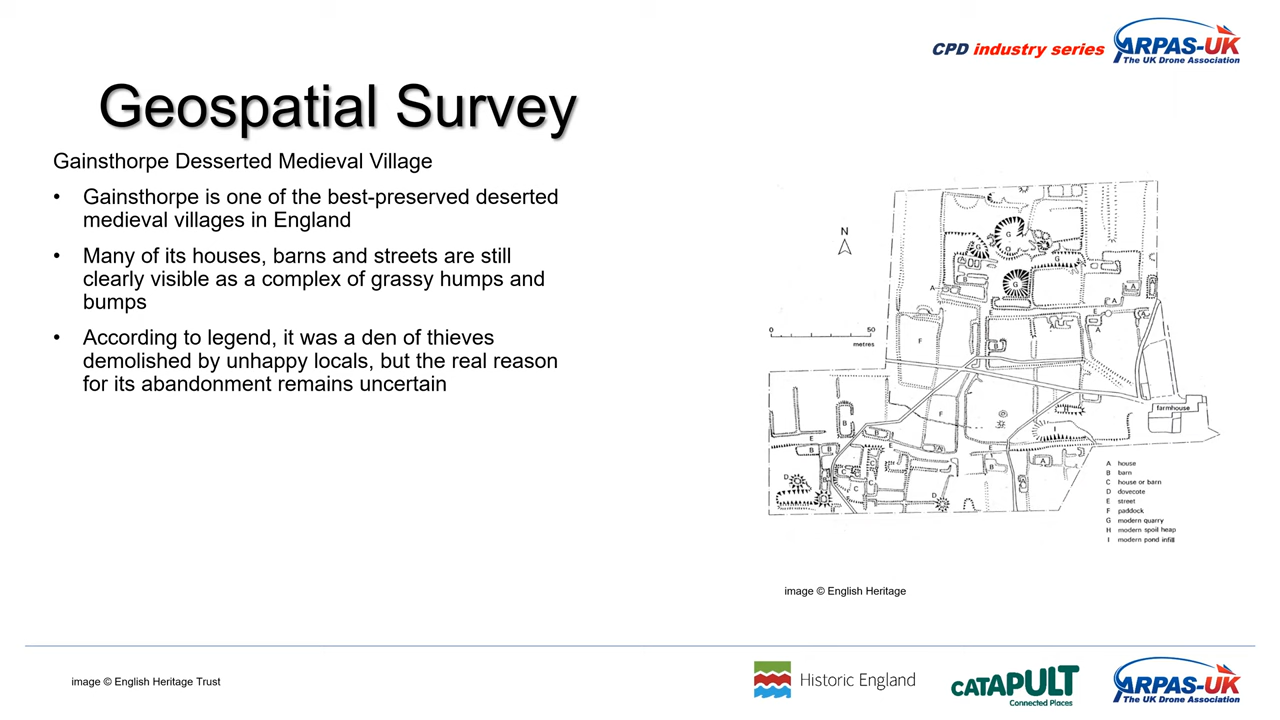 CPD industry series
ARPAS-UK
The UK Drone Association
Geospatial Survey
Gainsthorpe Desserted Medieval Village
• Gainsthorpe is one of the best-preserved deserted
medieval villages in England
• Many of its houses, barns and streets are still
clearly visible as a complex of grassy humps and
bumps
• According to legend, it was a den of thieves
demolished by unhappy locals, but the real reason
for its abandonment remains uncertain
N
0 50
metres
farmhouse
A house
B barn
C house or barn
D dovecote
E street
F paddock
G modern quarry
H modern spoil heap
I modern pond infill
image © English Heritage
image © English Heritage Trust
Historic England
CATAPULT
Connected Places
ARPAS-UK
The UK Drone Association